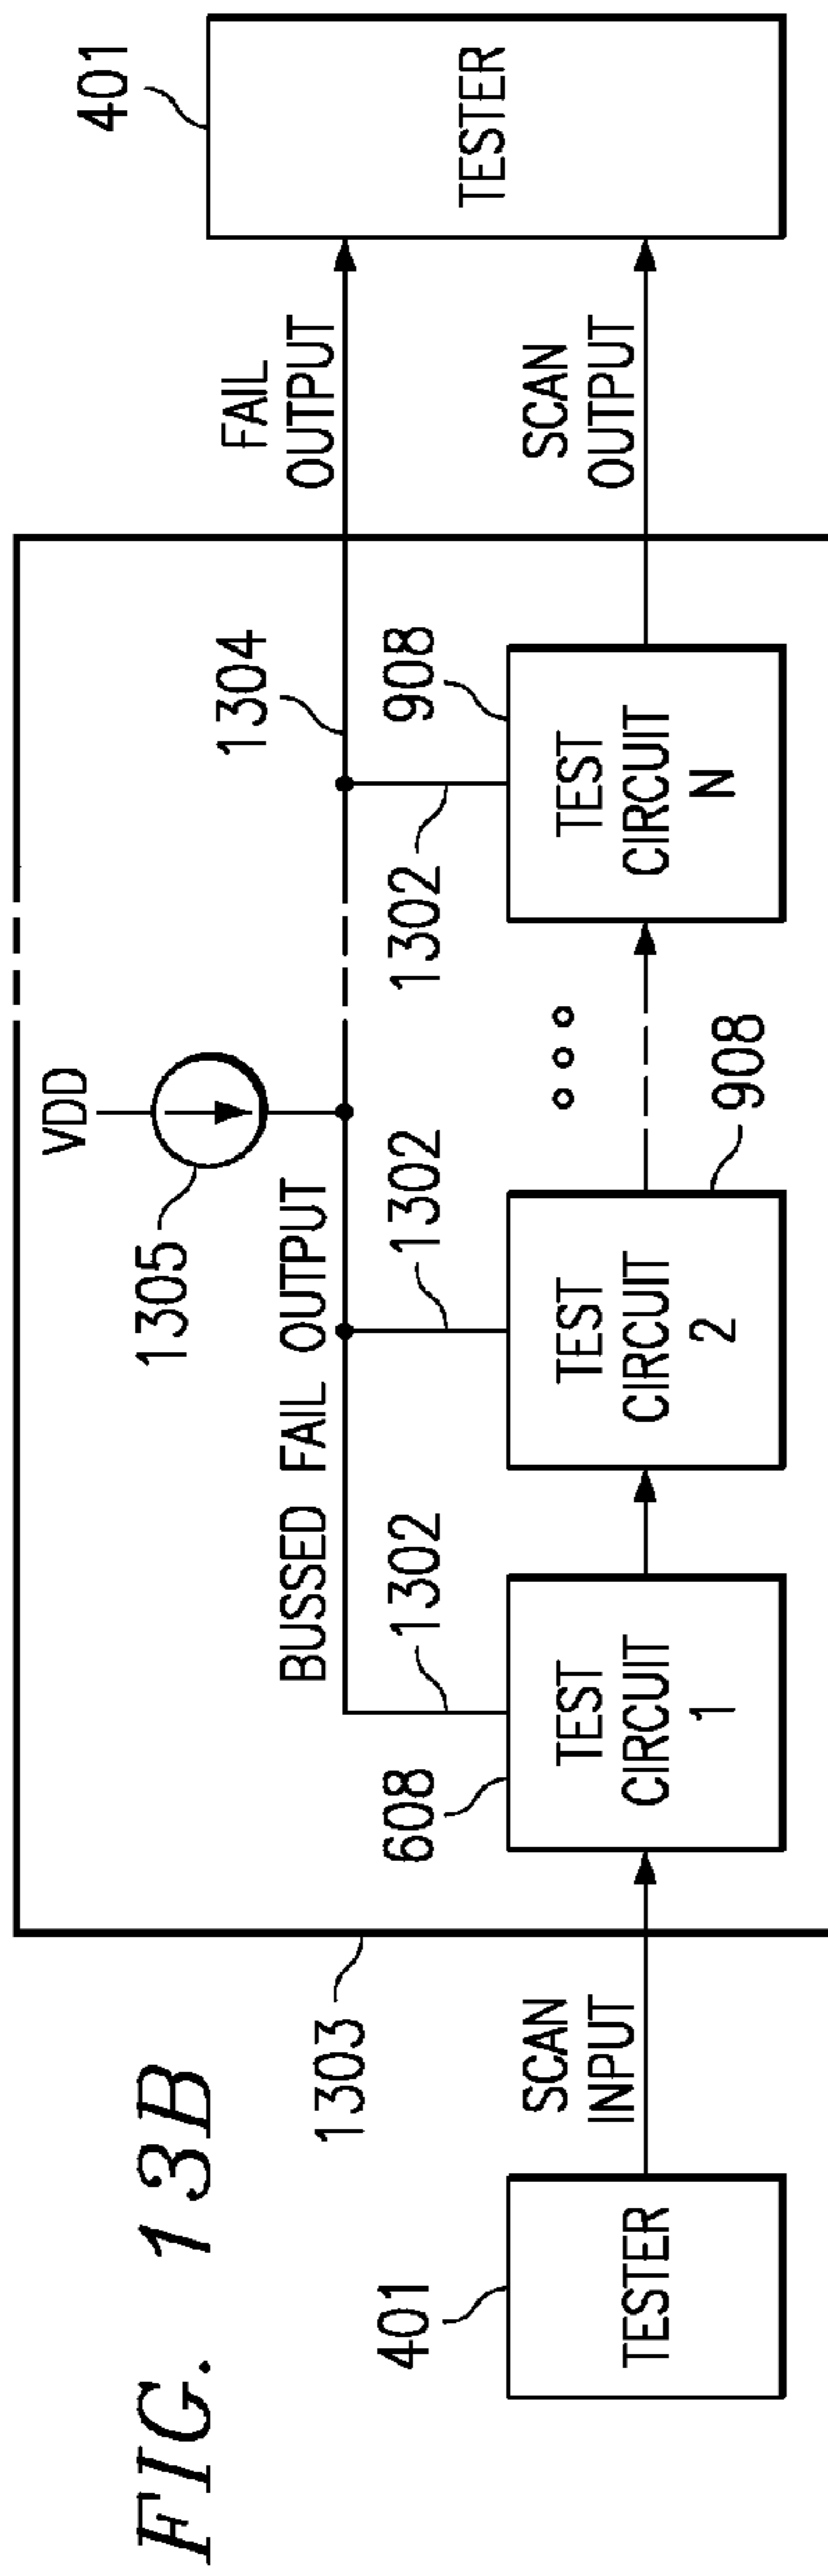 FIG. 13B
VDD
1305
1304
FAIL
OUTPUT
401
BUSSED FAIL OUTPUT
1303
1302
1302
1302
608
908
TESTER
401
SCAN
INPUT
TEST
CIRCUIT
1
TEST
CIRCUIT
2
TEST
CIRCUIT
N
SCAN
OUTPUT
TESTER
908